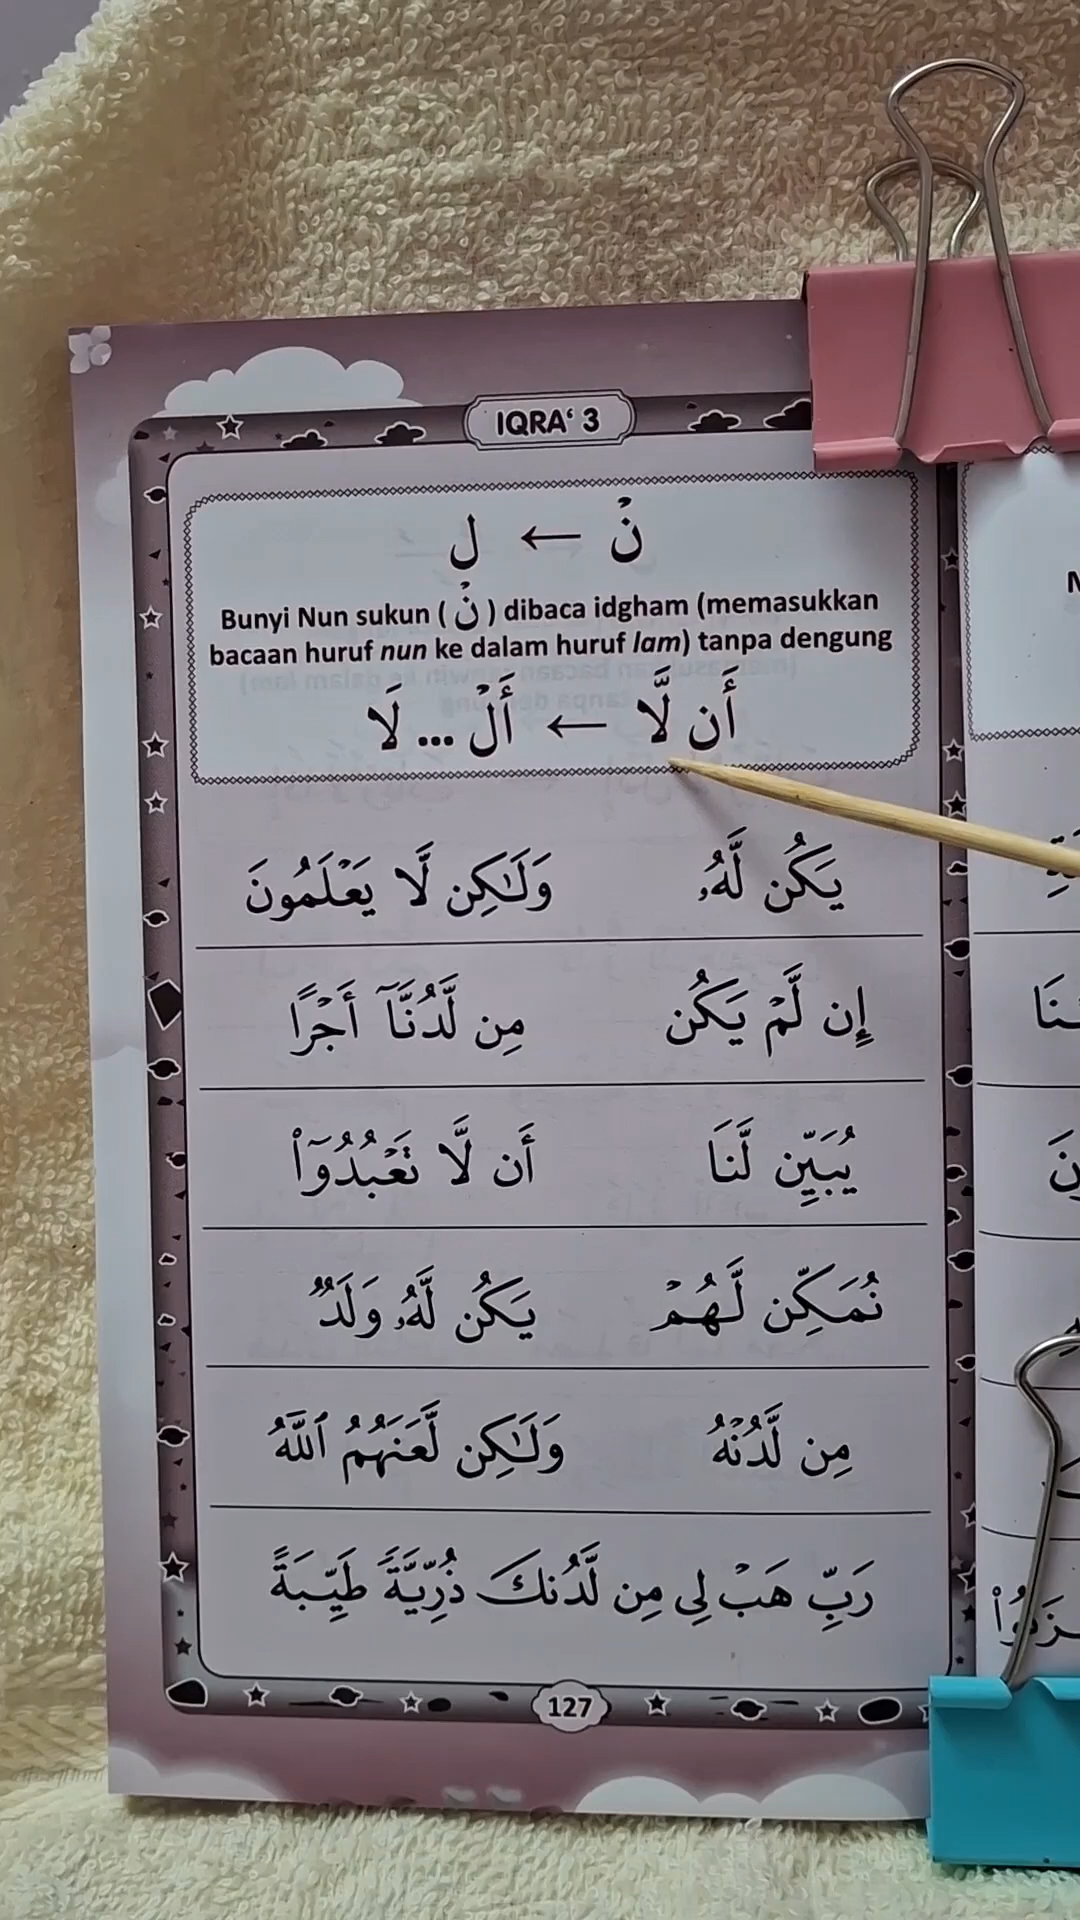 IQRA‘ 3
نۡ ← ل
Bunyi Nun sukun ( نۡ ) dibaca idgham (memasukkan
bacaan huruf nun ke dalam huruf lam) tanpa dengung
أَن لَّا ← أَلۡ ... لَا
يَكُن لَّهُۥ وَلَٰكِن لَّا يَعۡلَمُونَ
إِن لَّمۡ يَكُن مِن لَّدُنَّآ أَجۡرًا
يُبَيِّن لَّنَا أَن لَّا تَعۡبُدُوٓاْ
نُمَكِّن لَّهُمۡ يَكُن لَّهُۥ وَلَدٌ
مِن لَّدُنۡهُ وَلَٰكِن لَّعَنَهُمُ ٱللَّهُ
رَبِّ هَبۡ لِى مِن لَّدُنكَ ذُرِّيَّةً طَيِّبَةً
127